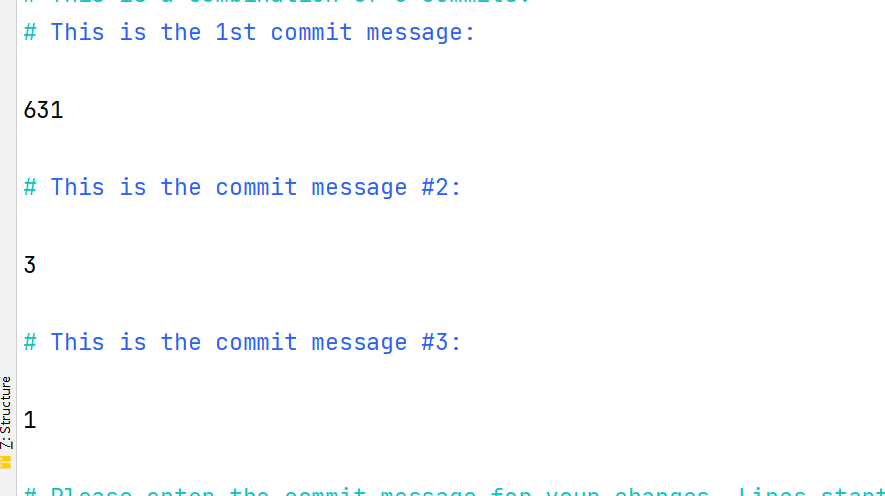 # This is a combination of 3 commits.
# This is the 1st commit message:
631
# This is the commit message #2:
3
# This is the commit message #3:
1
7: Structure
# Please enter the commit message for your changes. Lines start